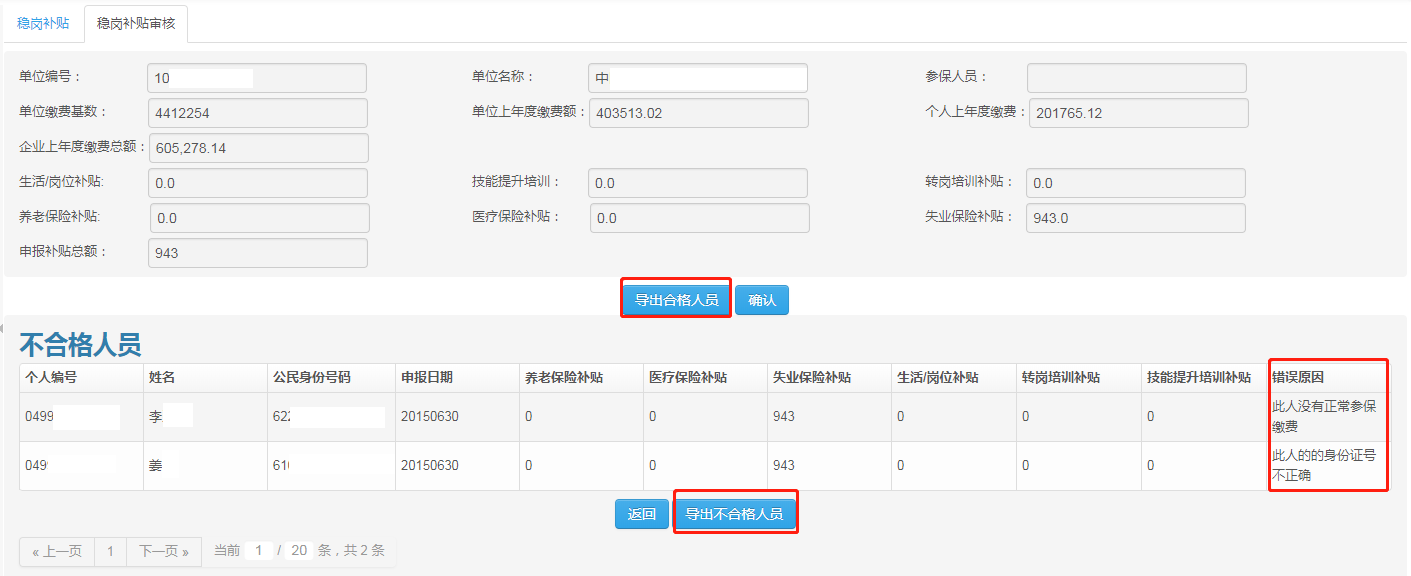 稳岗补贴 稳岗补贴审核
单位编号： 10 单位名称： 中 参保人员：
单位缴费基数： 4412254 单位上年度缴费额： 403513.02 个人上年度缴费： 201765.12
企业上年度缴费总额： 605,278.14
生活/岗位补贴: 0.0 技能提升培训： 0.0 转岗培训补贴： 0.0
养老保险补贴: 0.0 医疗保险补贴： 0.0 失业保险补贴： 943.0
申报补贴总额： 943
导出合格人员 确认
不合格人员
个人编号 姓名 公民身份号码 申报日期 养老保险补贴 医疗保险补贴 失业保险补贴 生活/岗位补贴 转岗培训补贴 技能提升培训补贴 错误原因
0499 李 622 20150630 0 0 943 0 0 0 此人没有正常参保
缴费
049 姜 61 20150630 0 0 943 0 0 0 此人的的身份证号
不正确
返回 导出不合格人员
« 上一页 1 下一页 » 当前 1 / 20 条，共 2 条